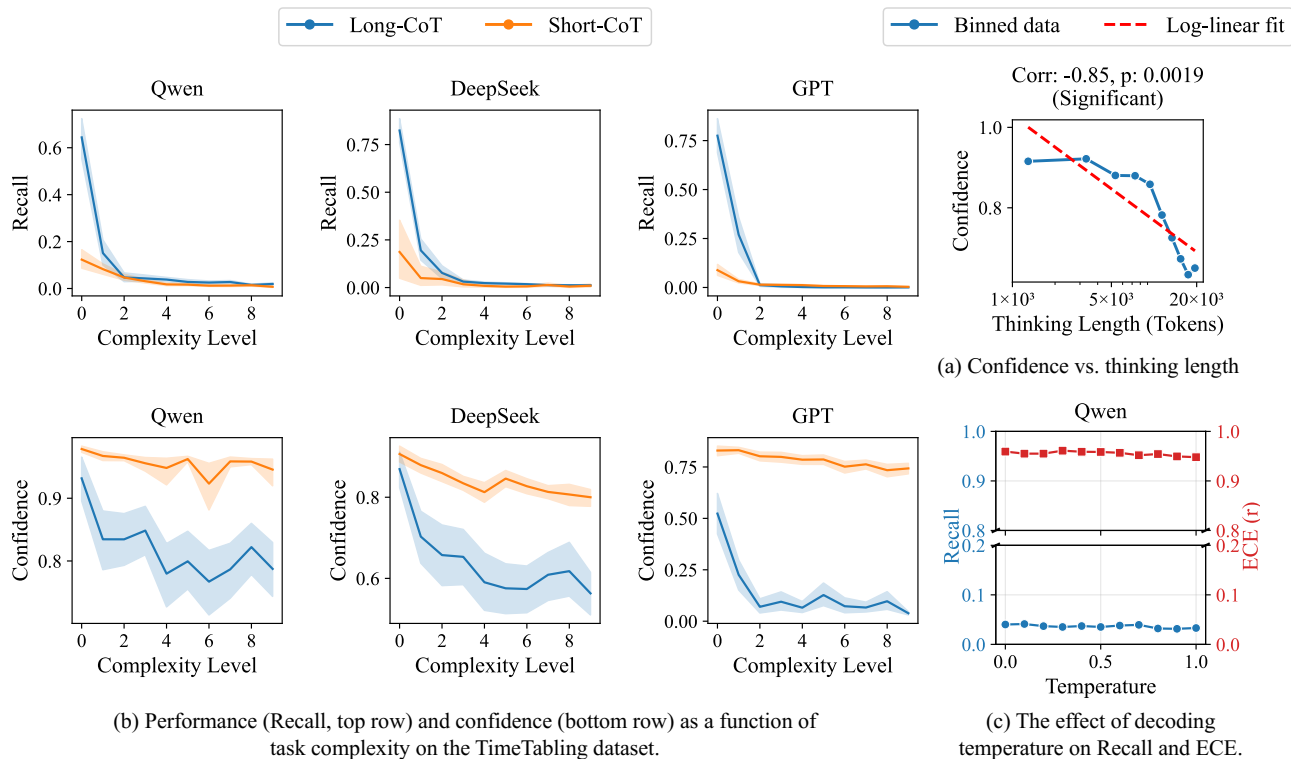 Long-CoT Short-CoT
Binned data Log-linear fit
Qwen
Recall
0.6
0.4
0.2
0.0
0 2 4 6 8
Complexity Level
DeepSeek
Recall
0.75
0.50
0.25
0.00
0 2 4 6 8
Complexity Level
GPT
Recall
0.75
0.50
0.25
0.00
0 2 4 6 8
Complexity Level
Corr: -0.85, p: 0.0019
(Significant)
Confidence
1.0
0.8
1×10³ 5×10³ 20×10³
Thinking Length (Tokens)
(a) Confidence vs. thinking length
Qwen
Confidence
0.9
0.8
0 2 4 6 8
Complexity Level
DeepSeek
Confidence
0.8
0.6
0 2 4 6 8
Complexity Level
GPT
Confidence
0.75
0.50
0.25
0.00
0 2 4 6 8
Complexity Level
Qwen
Recall
1.0 1.0
0.9 0.9
0.8 0.8
0.2 0.2
0.1 0.1
0.0 0.0
ECE (r)
0.0 0.5 1.0
Temperature
(b) Performance (Recall, top row) and confidence (bottom row) as a function of
task complexity on the TimeTabling dataset.
(c) The effect of decoding
temperature on Recall and ECE.